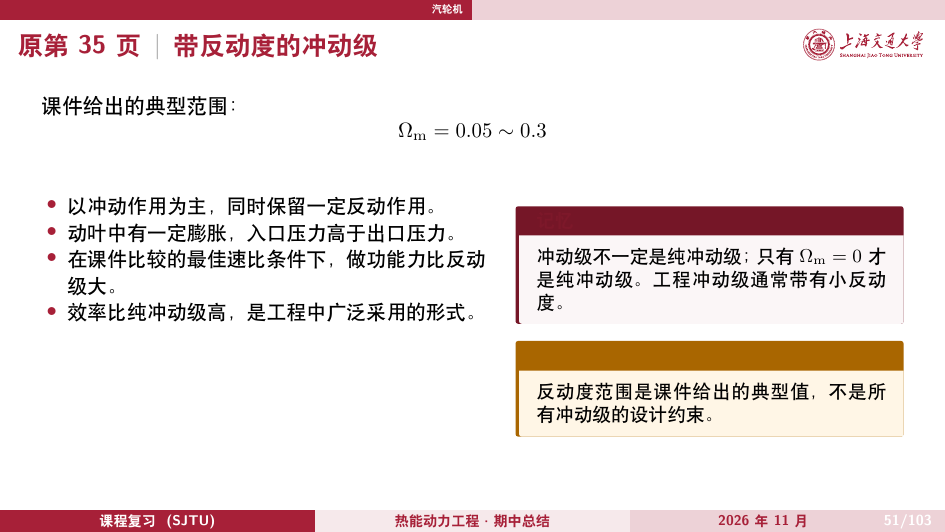 汽轮机
原第 35 页 | 带反动度的冲动级
上海交通大学
SHANGHAI JIAO TONG UNIVERSITY
课件给出的典型范围：
Ωm = 0.05 ∼ 0.3
• 以冲动作用为主，同时保留一定反动作用。
• 动叶中有一定膨胀，入口压力高于出口压力。
• 在课件比较的最佳速比条件下，做功能力比反动
级大。
• 效率比纯冲动级高，是工程中广泛采用的形式。
冲动级不一定是纯冲动级；只有 Ωm = 0 才
是纯冲动级。工程冲动级通常带有小反动
度。
反动度范围是课件给出的典型值，不是所
有冲动级的设计约束。
课程复习 (SJTU)
热能动力工程 · 期中总结
2026 年 11 月
51/103